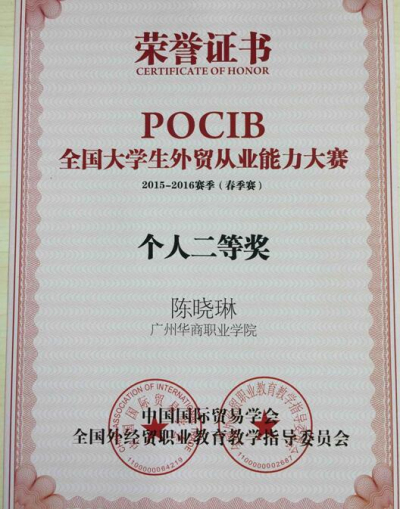 荣誉证书
CERTIFICATE OF HONOR
POCIB
全国大学生外贸从业能力大赛
2015-2016赛季（春季赛）
个人二等奖
陈晓琳
广州华商职业学院
中国国际贸易学会
全国外经贸职业教育教学指导委员会
1100000084219
11000000002687